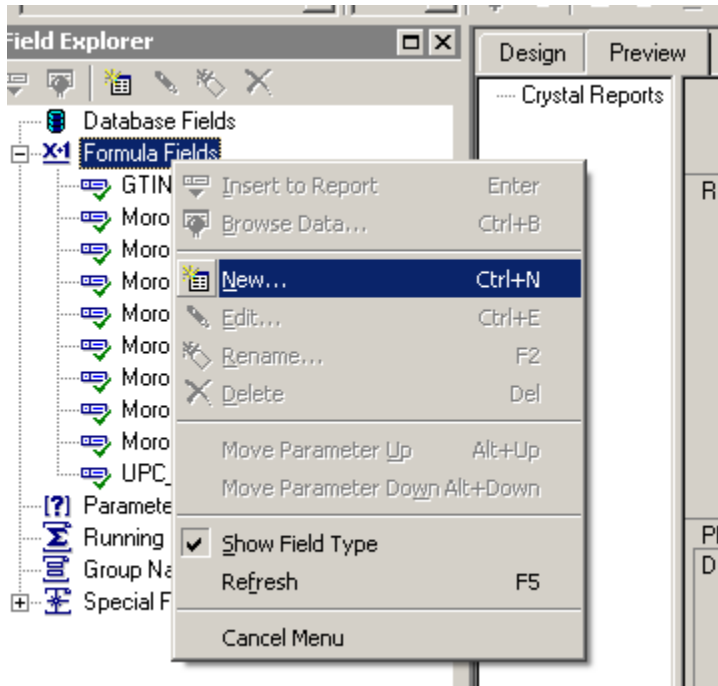 Field Explorer
Design Preview
Crystal Reports
Database Fields
Formula Fields
GTIN
Moro
Moro
Moro
Moro
Moro
Moro
Moro
Moro
UPC_
Paramete
Running
Group Na
Special F
Insert to Report Enter
Browse Data... Ctrl+B
New... Ctrl+N
Edit... Ctrl+E
Rename... F2
Delete Del
Move Parameter Up Alt+Up
Move Parameter Down Alt+Down
Show Field Type
Refresh F5
Cancel Menu
R
D